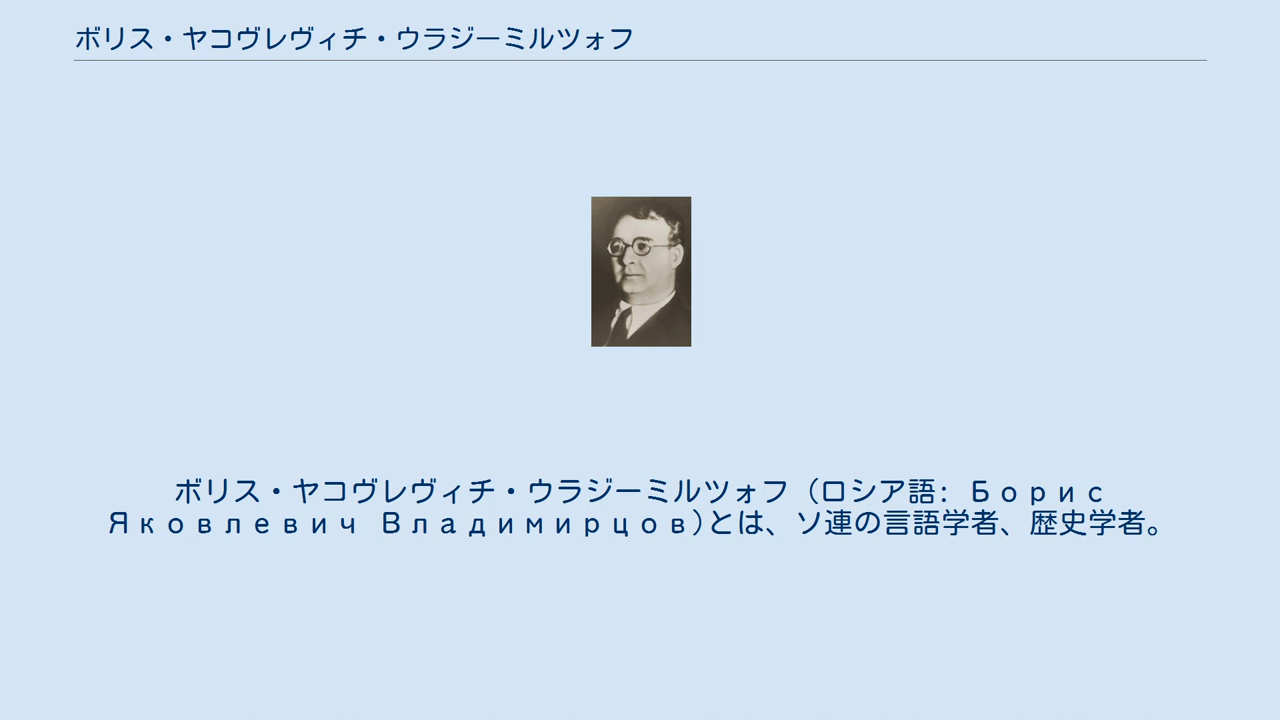 ボリス・ヤコヴレヴィチ・ウラジーミルツォフ
ボリス・ヤコヴレヴィチ・ウラジーミルツォフ（ロシア語: Борис
Яковлевич Владимирцов)とは、ソ連の言語学者、歴史学者。